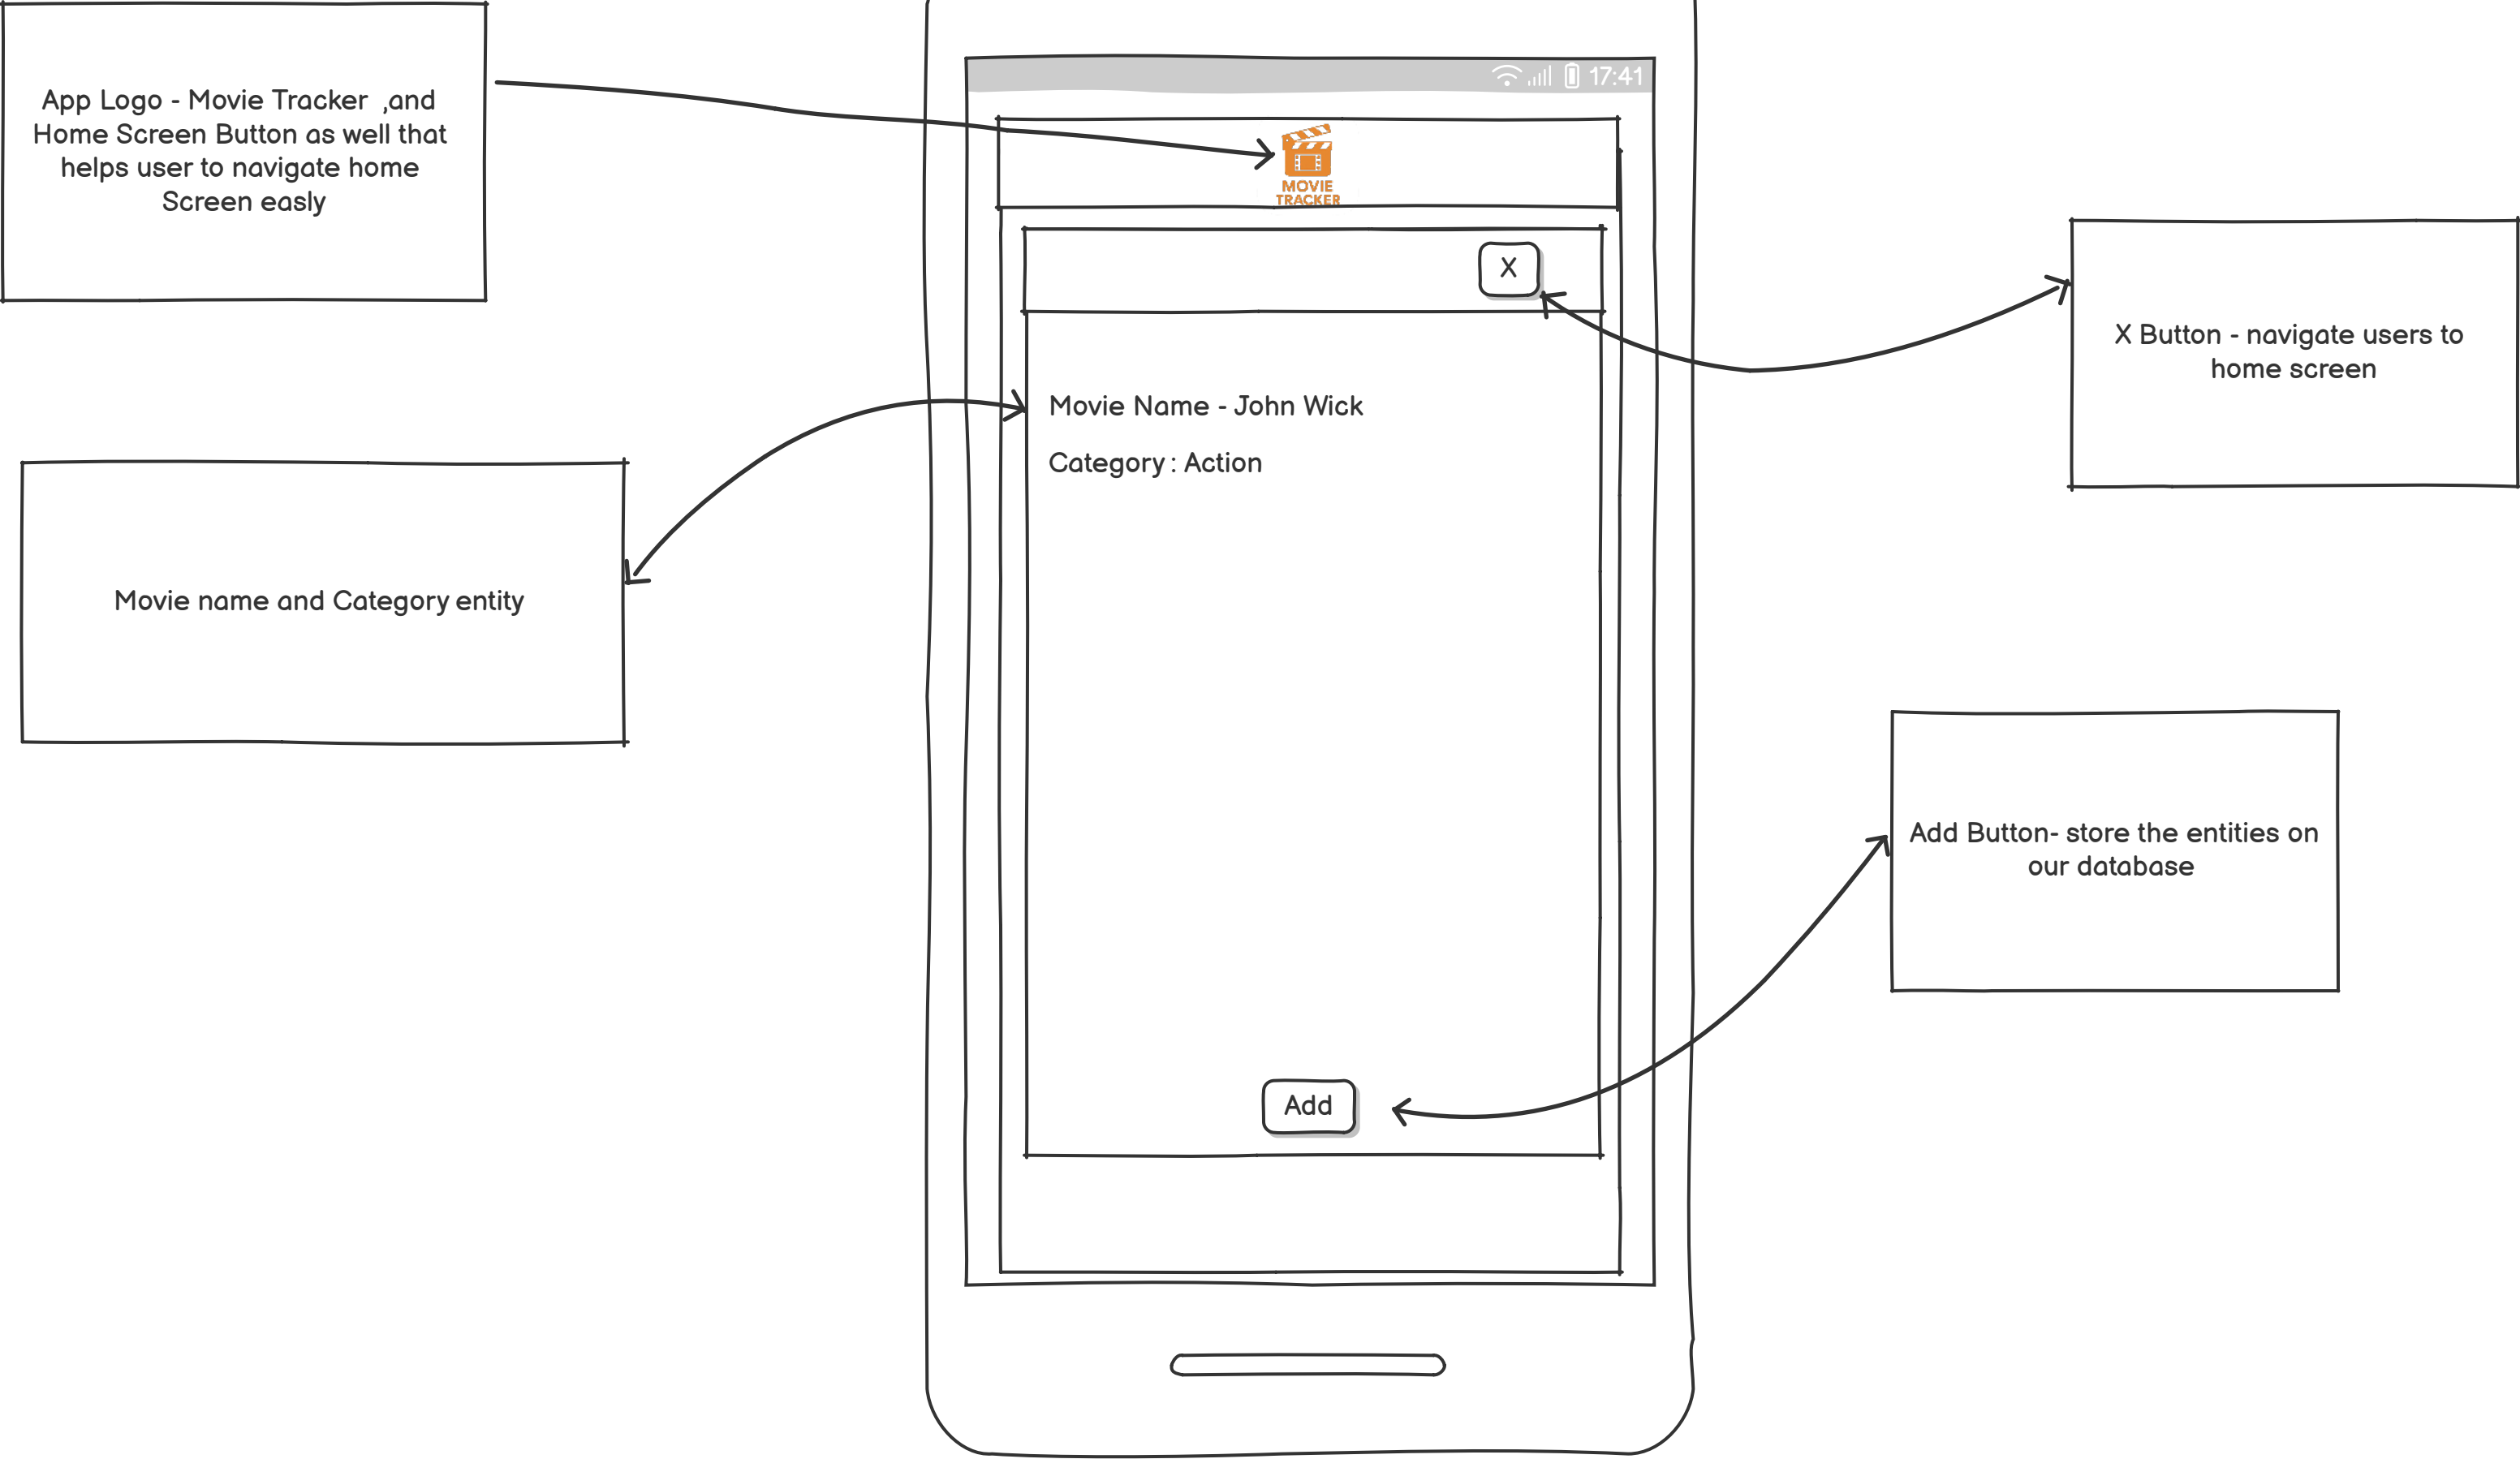 17:41
App Logo - Movie Tracker ,and
Home Screen Button as well that
helps user to navigate home
Screen easly
MOVIE
TRACKER
X
X Button - navigate users to
home screen
Movie Name - John Wick
Category : Action
Movie name and Category entity
Add Button- store the entities on
our database
Add